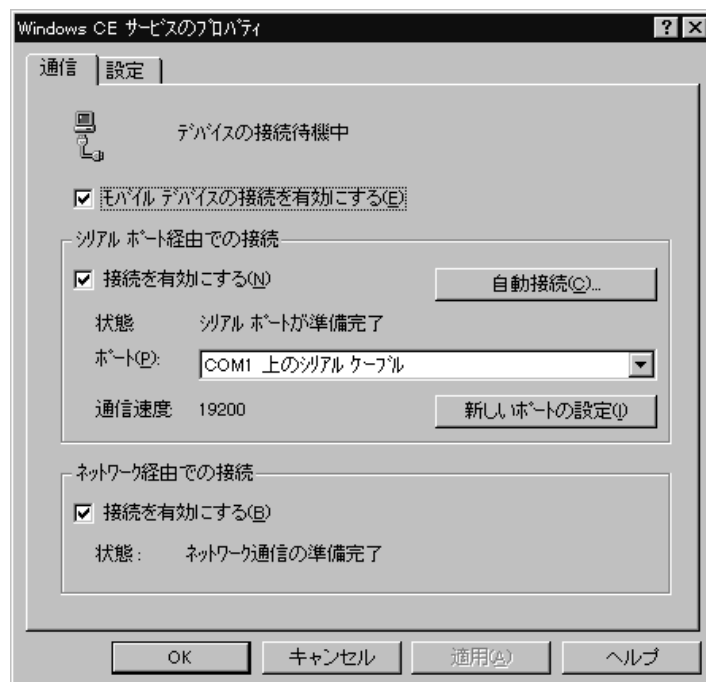 Windows CE サービスのプロパティ
通信 設定
デバイスの接続待機中
モバイル デバイスの接続を有効にする(E)
シリアル ポート経由での接続
接続を有効にする(N) 自動接続(C)...
状態 シリアル ポートが準備完了
ポート(P): COM1 上のシリアル ケーブル
通信速度 19200 新しいポートの設定(I)
ネットワーク経由での接続
接続を有効にする(B)
状態: ネットワーク通信の準備完了
OK キャンセル 適用(A) ヘルプ